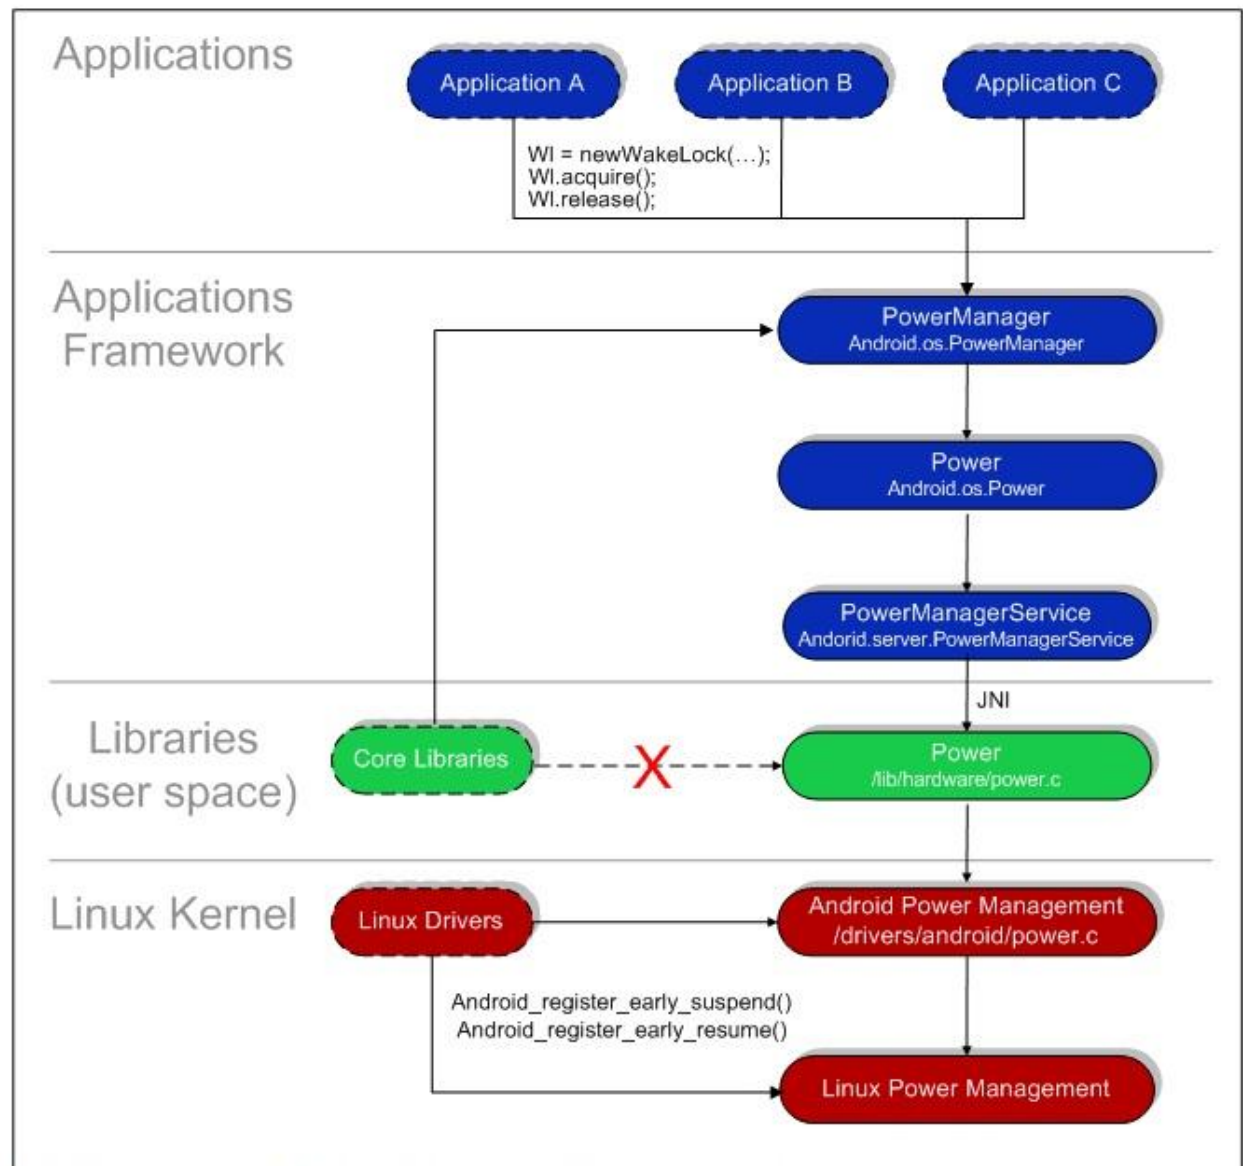 Applications
Application A
Application B
Application C
Wl = newWakeLock(…);
Wl.acquire();
Wl.release();
Applications
Framework
PowerManager
Android.os.PowerManager
Power
Android.os.Power
PowerManagerService
Andorid.server.PowerManagerService
JNI
Libraries
(user space)
Core Libraries
X
Power
/lib/hardware/power.c
Linux Kernel
Linux Drivers
Android Power Management
/drivers/android/power.c
Android_register_early_suspend()
Android_register_early_resume()
Linux Power Management